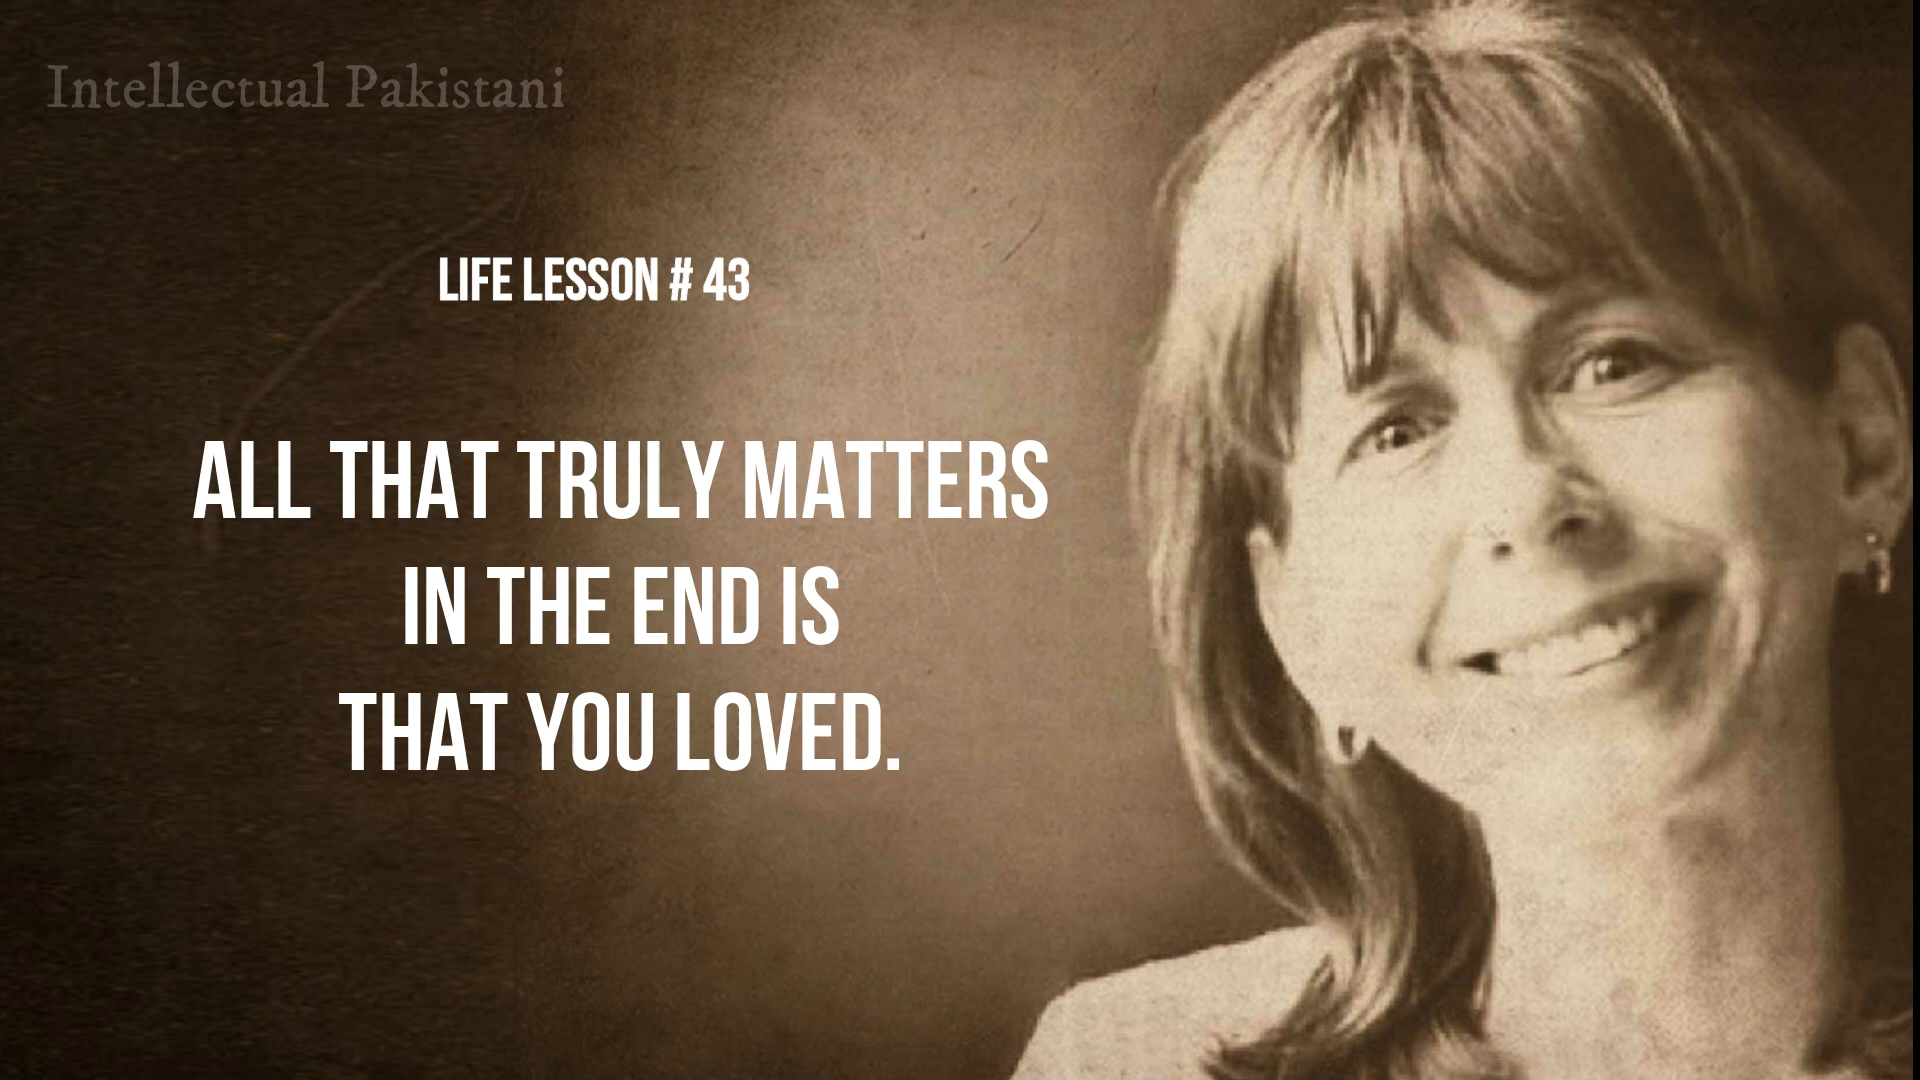 Intellectual Pakistani
LIFE LESSON # 43
ALL THAT TRULY MATTERS
IN THE END IS
THAT YOU LOVED.